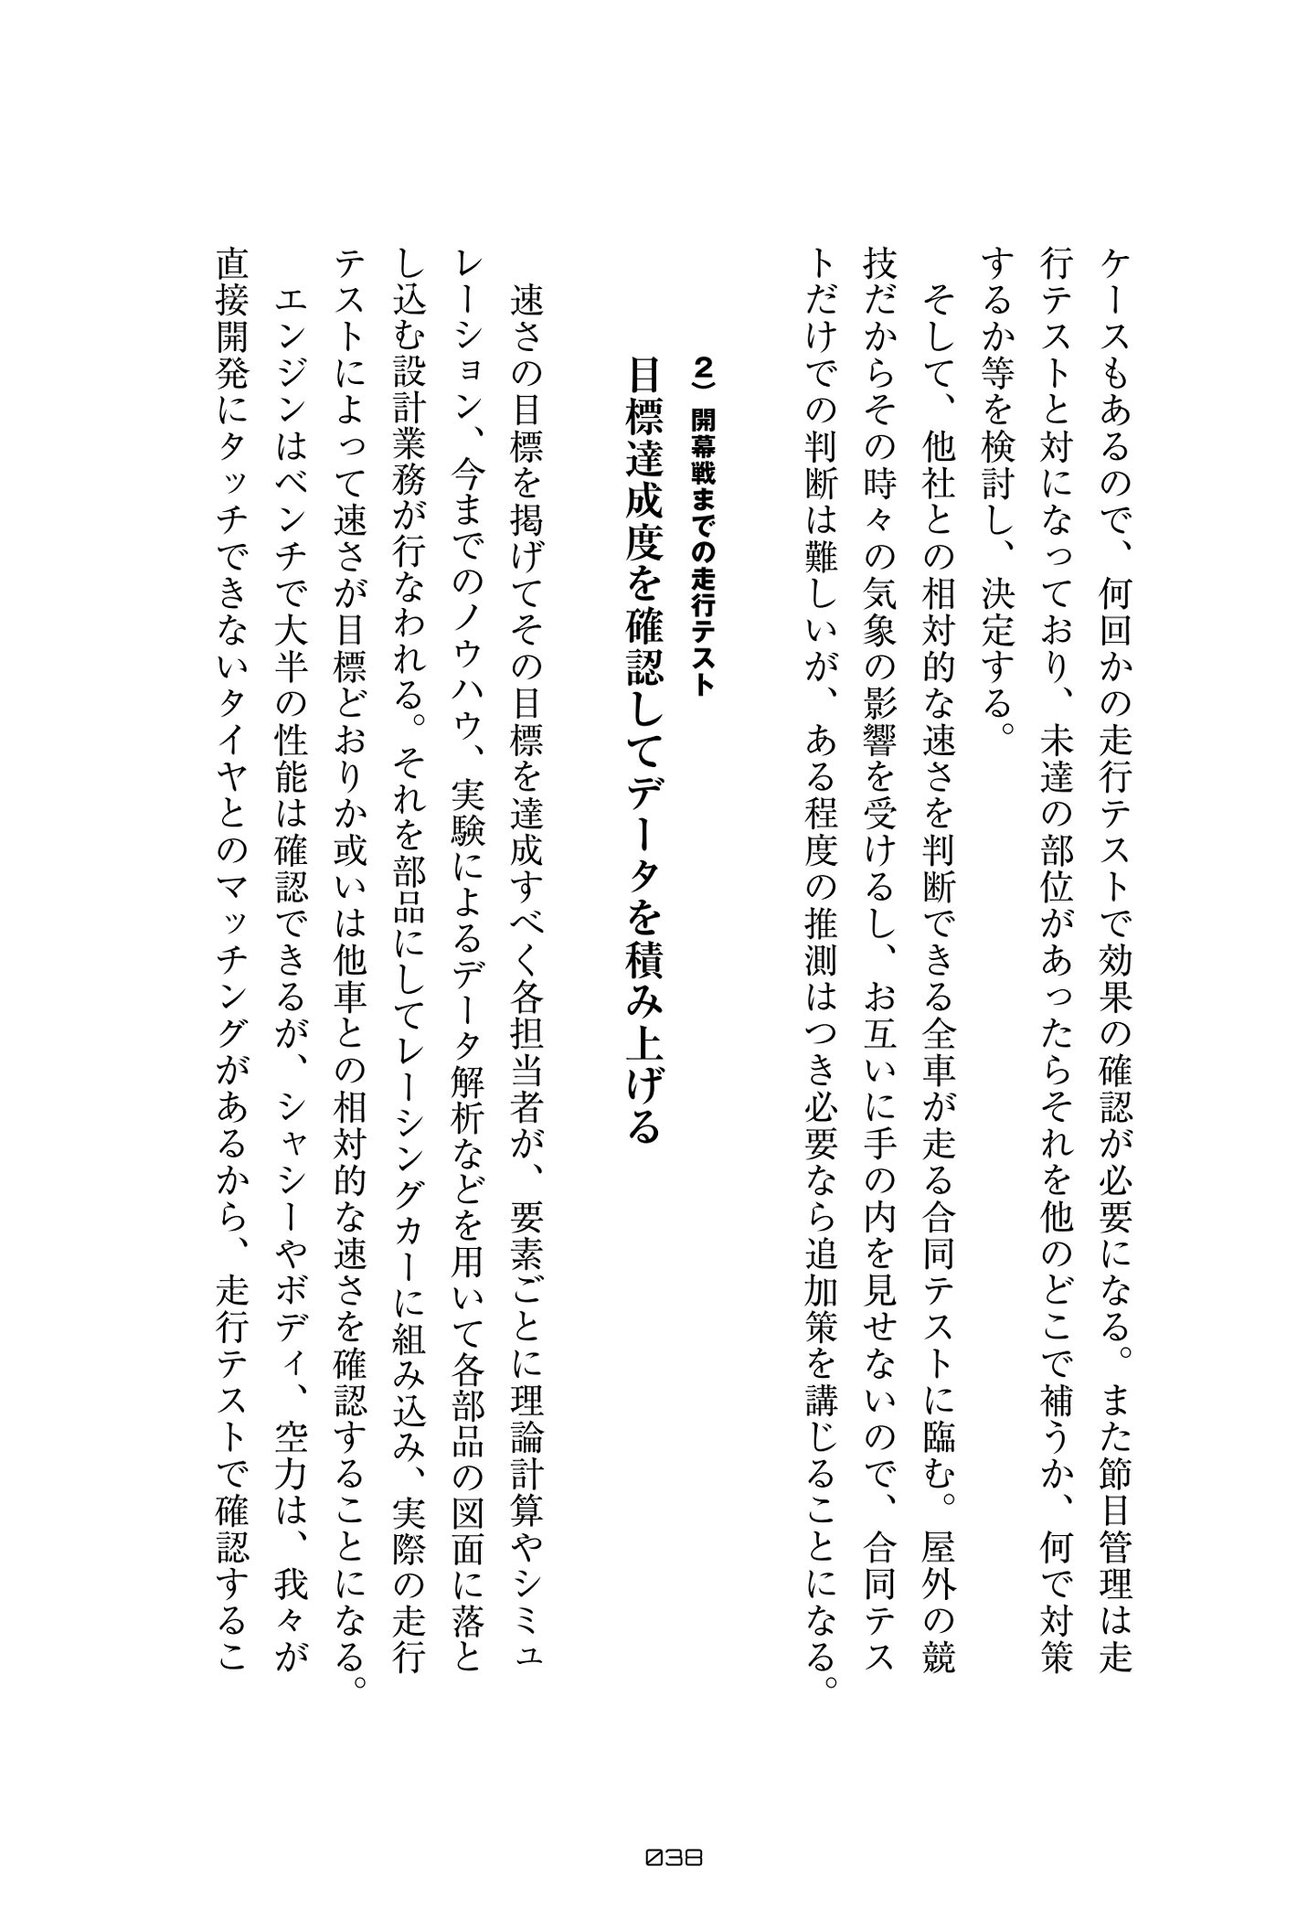 ケースもあるので、何回かの走行テストで効果の確認が必要になる。また節目管理は走
行テストと対になっており、未達の部位があったらそれを他のどこで補うか、何で対策
するか等を検討し、決定する。
そして、他社との相対的な速さを判断できる全車が走る合同テストに臨む。屋外の競
技だからその時々の気象の影響を受けるし、お互いに手の内を見せないので、合同テス
トだけでの判断は難しいが、ある程度の推測はつき必要なら追加策を講じることになる。
2) 開幕戦までの走行テスト
目標達成度を確認してデータを積み上げる
速さの目標を掲げてその目標を達成すべく各担当者が、要素ごとに理論計算やシミュ
レーション、今までのノウハウ、実験によるデータ解析などを用いて各部品の図面に落と
し込む設計業務が行なわれる。それを部品にしてレーシングカーに組み込み、実際の走行
テストによって速さが目標どおりか或いは他車との相対的な速さを確認することになる。
エンジンはベンチで大半の性能は確認できるが、シャシーやボディ、空力は、我々が
直接開発にタッチできないタイヤとのマッチングがあるから、走行テストで確認するこ
038